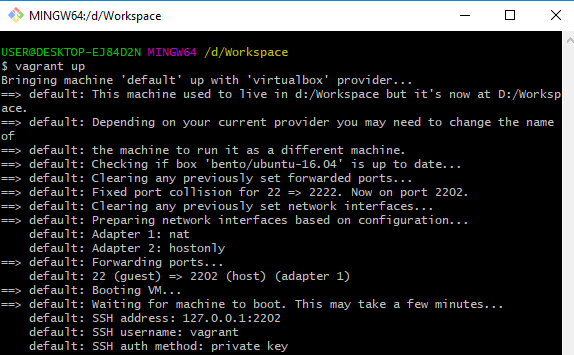 MINGW64:/d/Workspace
USER@DESKTOP-EJ84D2N MINGW64 /d/Workspace
$ vagrant up
Bringing machine 'default' up with 'virtualbox' provider...
==> default: This machine used to live in d:/Workspace but it's now at D:/Worksp
ace.
==> default: Depending on your current provider you may need to change the name
of
==> default: the machine to run it as a different machine.
==> default: Checking if box 'bento/ubuntu-16.04' is up to date...
==> default: Clearing any previously set forwarded ports...
==> default: Fixed port collision for 22 => 2222. Now on port 2202.
==> default: Clearing any previously set network interfaces...
==> default: Preparing network interfaces based on configuration...
    default: Adapter 1: nat
    default: Adapter 2: hostonly
==> default: Forwarding ports...
    default: 22 (guest) => 2202 (host) (adapter 1)
==> default: Booting VM...
==> default: Waiting for machine to boot. This may take a few minutes...
    default: SSH address: 127.0.0.1:2202
    default: SSH username: vagrant
    default: SSH auth method: private key